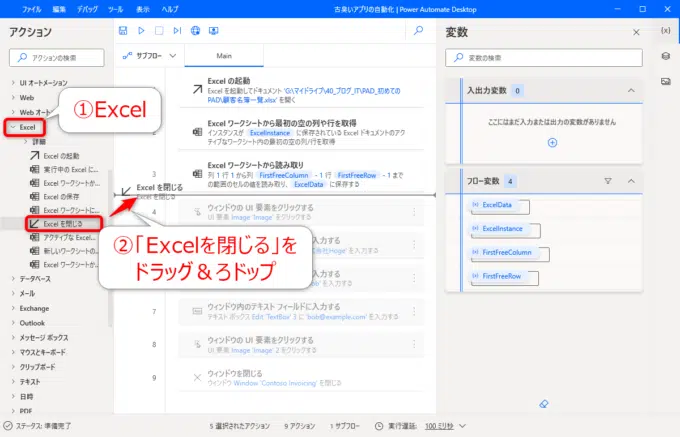 ファイル 編集 デバッグ ツール 表示 ヘルプ
古臭いアプリの自動化 | Power Automate Desktop
アクション
アクションの検索
UI オートメーション
Web
Web オート
Excel
詳細
Excel の起動
実行中の Excel に...
Excel ワークシートか...
Excel の保存
Excel ワークシートに...
Excel を閉じる
アクティブな Excel...
新しいワークシートの...
Excel ワークシートか...
データベース
メール
Exchange
Outlook
メッセージ ボックス
マウスとキーボード
クリップボード
テキスト
日時
PDF
①Excel
②「Excelを閉じる」を
ドラッグ&ろドップ
サブフロー
Main
Excel の起動
Excel を起動してドキュメント 'G:\マイドライブ\40_ブログ_IT\PAD_初めての
PAD\顧客名簿一覧.xlsx' を開く
2
Excel ワークシートから最初の空の列や行を取得
インスタンスが ExcelInstance に保存されている Excel ドキュメントのアク
ティブなワークシート内の最初の空の列/行を取得
3
Excel ワークシートから読み取り
列 1 行 1 から列 FirstFreeColumn - 1 行 FirstFreeRow - 1 まで
の範囲のセルの値を読み取り、 ExcelData に保存する
Excel を閉じる
Excel を閉じる
4
ウィンドウの UI 要素をクリックする
UI 要素 Image 'Image' をクリックする
に入力する
会社Hoge' を入力する
に入力する
ob' を入力する
7
ウィンドウ内のテキスト フィールドに入力する
テキスト ボックス Edit 'TextBox' 3 に 'bob@example.com' を入力する
8
ウィンドウの UI 要素をクリックする
UI 要素 Image 'Image' 2 をクリックする
9
ウィンドウを閉じる
ウィンドウ Window 'Contoso Invoicing' を閉じる
変数
{x}
変数の検索
入出力変数 0
ここにはまだ入力または出力の変数がありません
フロー変数 4
(x) ExcelData
(x) ExcelInstance
(x) FirstFreeColumn
(x) FirstFreeRow
ステータス: 準備完了
5 選択されたアクション
9 アクション
1 サブフロー
実行遅延: 100 ミリ秒